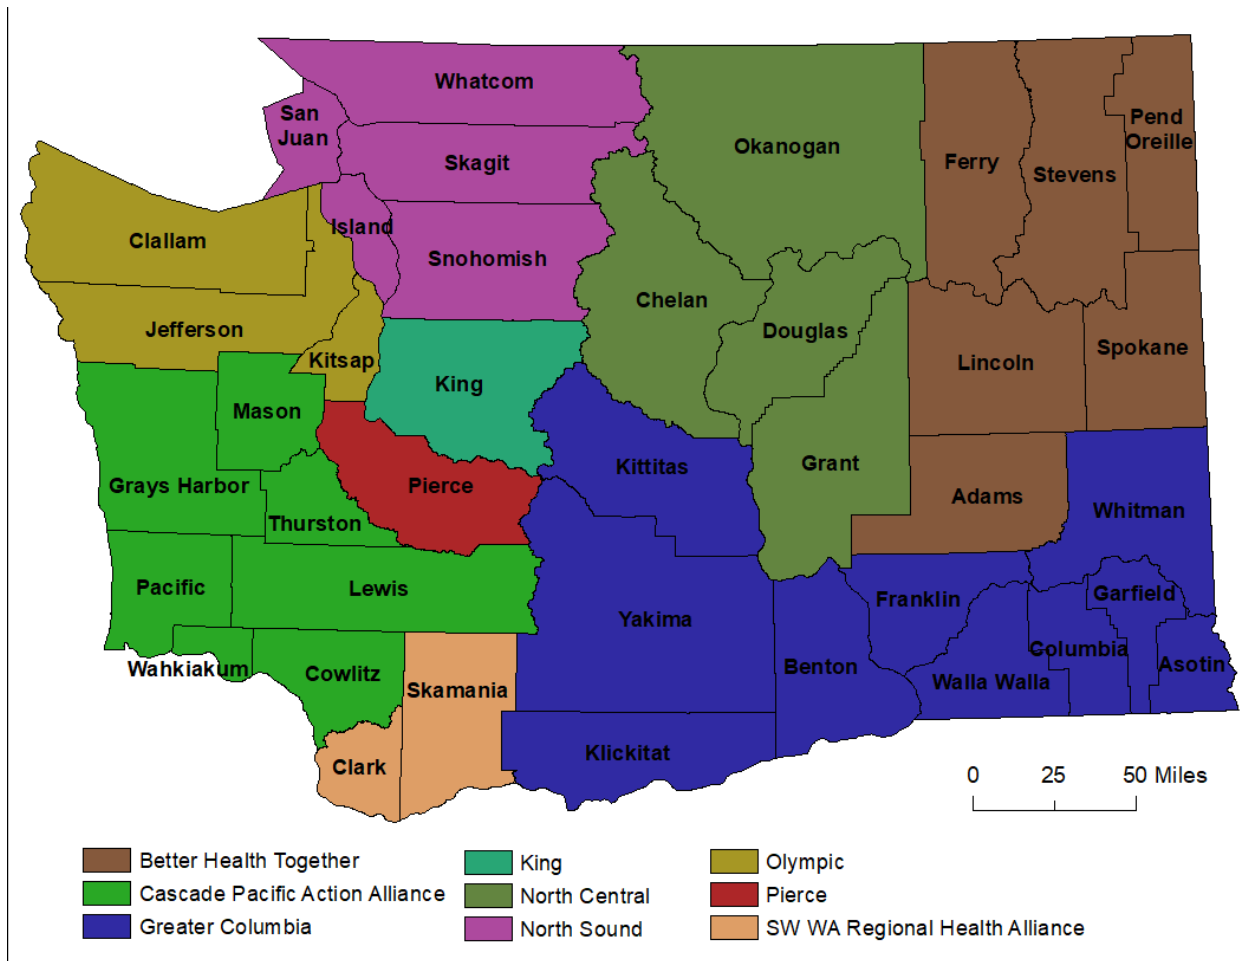 Whatcom
San
Juan
Skagit
Okanogan
Ferry
Stevens
Pend
Oreille
Clallam
Island
Snohomish
Chelan
Jefferson
Kitsap
Douglas
Lincoln
Spokane
King
Mason
Grays Harbor
Pierce
Kittitas
Grant
Adams
Whitman
Thurston
Pacific
Lewis
Yakima
Franklin
Garfield
Wahkiakum
Cowlitz
Skamania
Benton
Walla Walla
Columbia
Asotin
Clark
Klickitat
0 25 50 Miles
Better Health Together
Cascade Pacific Action Alliance
Greater Columbia
King
North Central
North Sound
Olympic
Pierce
SW WA Regional Health Alliance